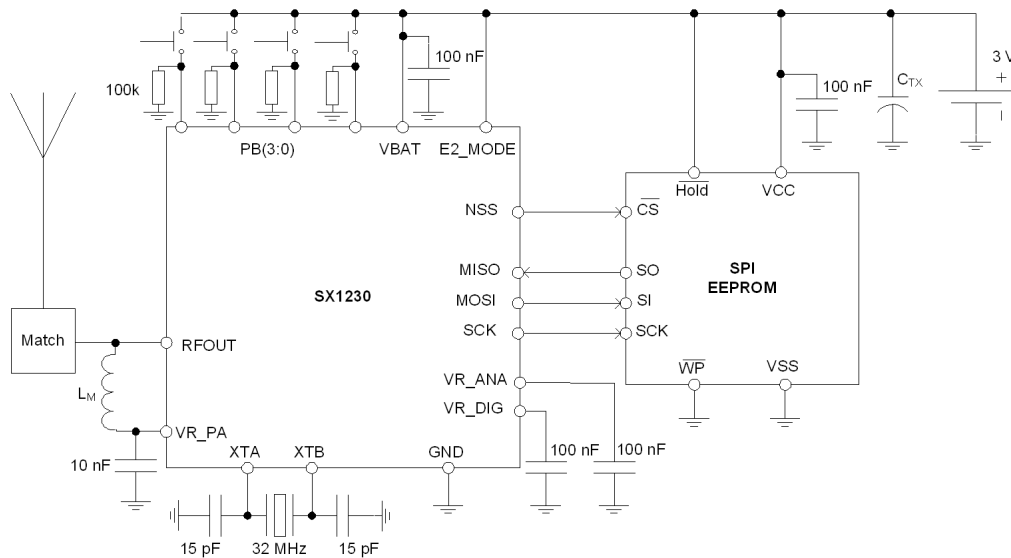 100 nF
3 V
+
100k
100 nF
C_TX
PB(3:0)
VBAT
E2_MODE
Hold
VCC
NSS
CS
MISO
SO
SPI
EEPROM
SX1230
MOSI
SI
SCK
SCK
Match
RFOUT
WP
VSS
VR_ANA
L_M
VR_DIG
VR_PA
XTA
XTB
GND
100 nF
100 nF
10 nF
15 pF
32 MHz
15 pF